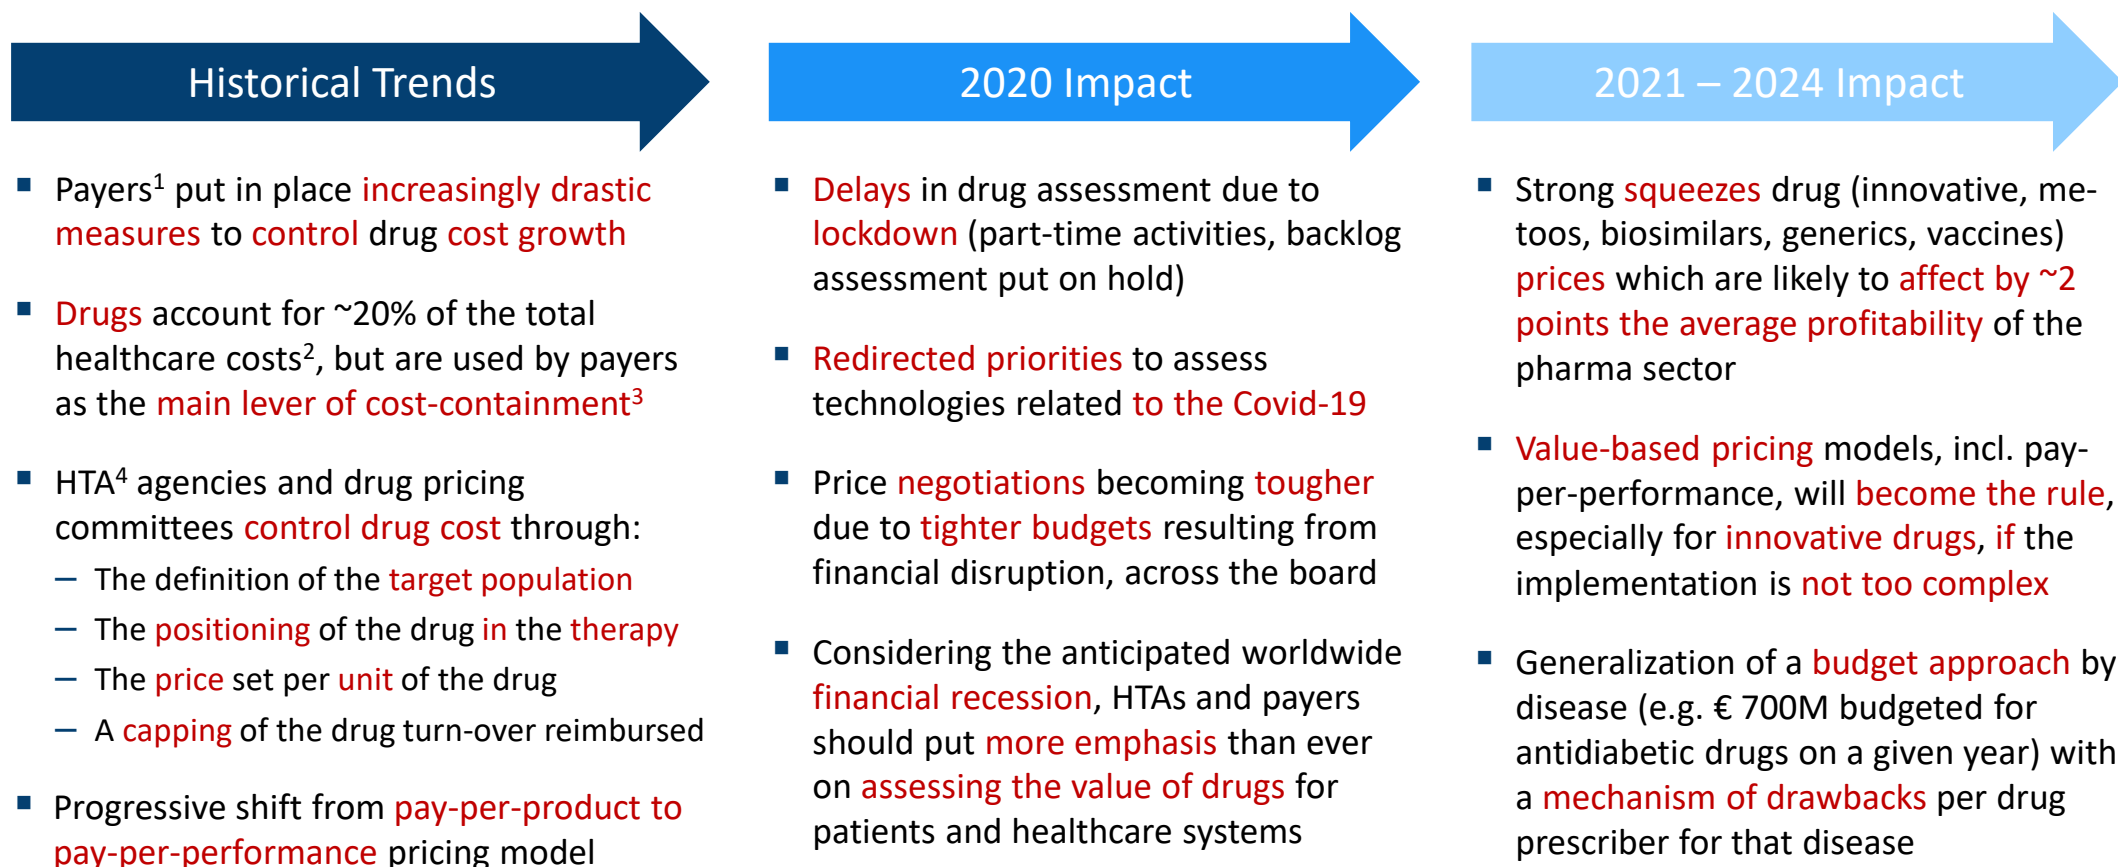 Historical Trends
Payers¹ put in place increasingly drastic
measures to control drug cost growth
Drugs account for ~20% of the total
healthcare costs², but are used by payers
as the main lever of cost-containment³
HTA⁴ agencies and drug pricing
committees control drug cost through:
– The definition of the target population
– The positioning of the drug in the therapy
– The price set per unit of the drug
– A capping of the drug turn-over reimbursed
Progressive shift from pay-per-product to
pay-per-performance pricing model
2020 Impact
Delays in drug assessment due to
lockdown (part-time activities, backlog
assessment put on hold)
Redirected priorities to assess
technologies related to the Covid-19
Price negotiations becoming tougher
due to tighter budgets resulting from
financial disruption, across the board
Considering the anticipated worldwide
financial recession, HTAs and payers
should put more emphasis than ever
on assessing the value of drugs for
patients and healthcare systems
2021 – 2024 Impact
Strong squeezes drug (innovative, me-
toos, biosimilars, generics, vaccines)
prices which are likely to affect by ~2
points the average profitability of the
pharma sector
Value-based pricing models, incl. pay-
per-performance, will become the rule,
especially for innovative drugs, if the
implementation is not too complex
Generalization of a budget approach by
disease (e.g. € 700M budgeted for
antidiabetic drugs on a given year) with
a mechanism of drawbacks per drug
prescriber for that disease